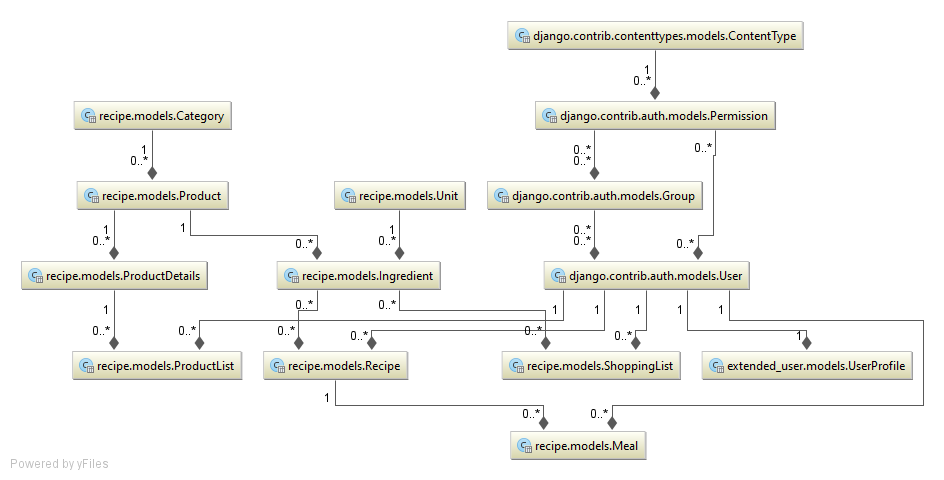 django.contrib.contenttypes.models.ContentType
1
0..*
recipe.models.Category
django.contrib.auth.models.Permission
1
0..*
0..*
0..*
0..*
recipe.models.Product
recipe.models.Unit
django.contrib.auth.models.Group
1
0..*
1
0..*
1
0..*
0..*
0..*
0..*
recipe.models.ProductDetails
recipe.models.Ingredient
django.contrib.auth.models.User
1
0..*
0..*
0..*
0..*
0..*
0..*
1
1
0..*
1
0..*
1
1
1
recipe.models.ProductList
recipe.models.Recipe
recipe.models.ShoppingList
extended_user.models.UserProfile
1
0..*
0..*
recipe.models.Meal
Powered by yFiles